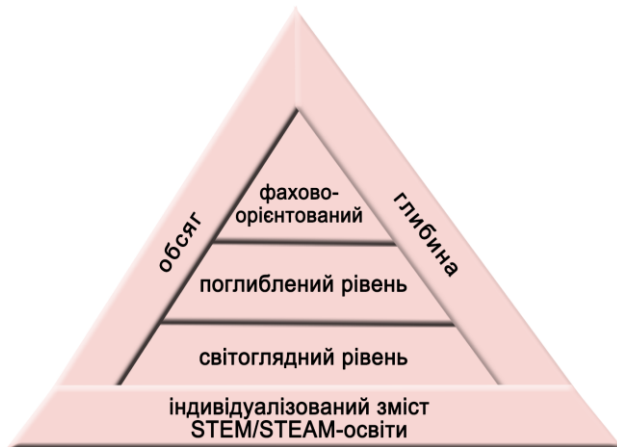 фахово-
орієнтований
обсяг
глибина
поглиблений рівень
світоглядний рівень
індивідуалізований зміст
STEM/STEAM-освіти